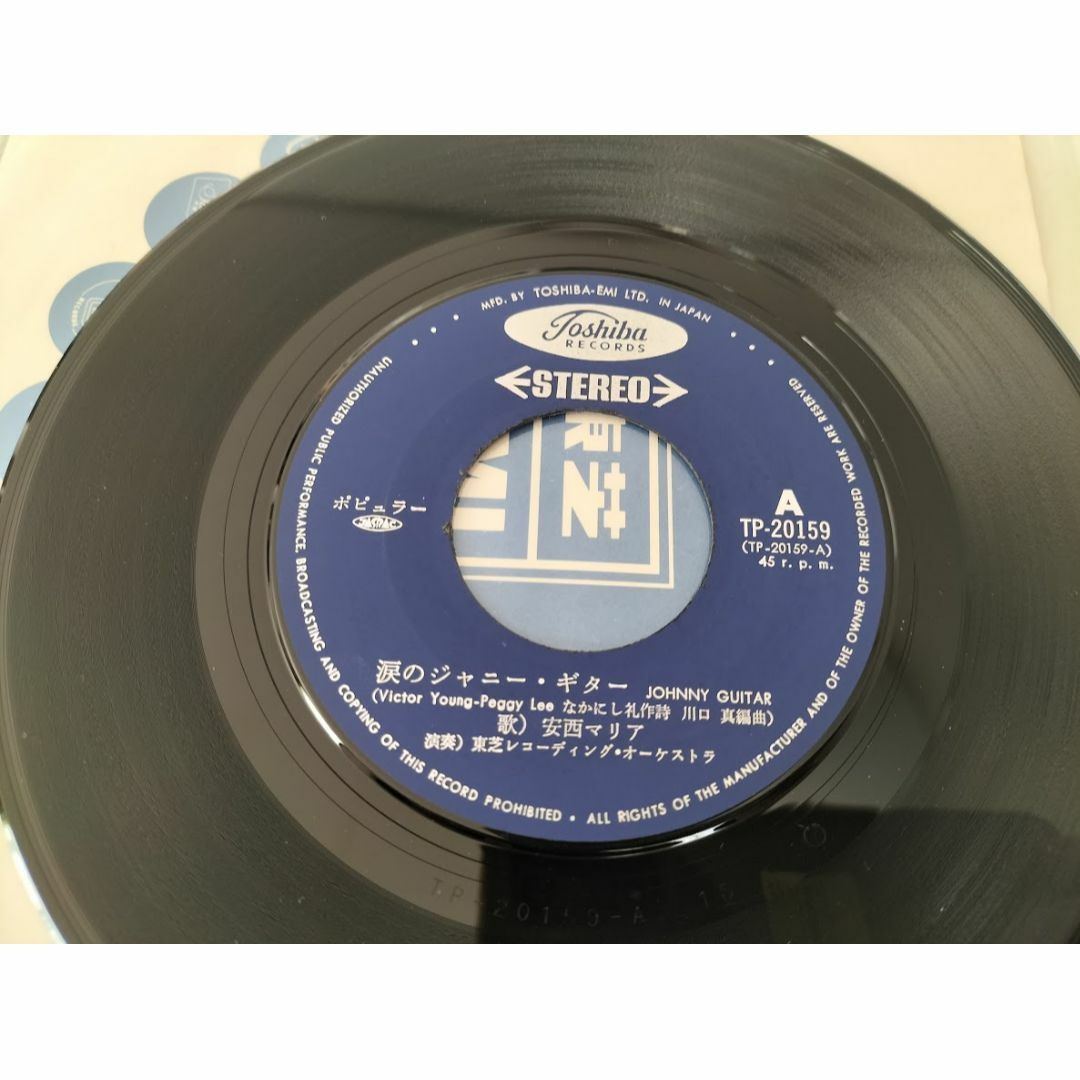 MFD. BY TOSHIBA-EMI LTD. IN JAPAN
Toshiba
RECORDS
STEREO
ポピュラー
JASRAC
A
TP-20159
(TP-20159-A)
45 r.p.m.
涙のジャニー・ギター JOHNNY GUITAR
(Victor Young-Peggy Lee なかにし礼作詩 川口 真編曲)
歌) 安西マリア
演奏) 東芝レコーディング・オーケストラ
UNAUTHORIZED PUBLIC PERFORMANCE, BROADCASTING AND COPYING OF THIS RECORD PROHIBITED • ALL RIGHTS OF THE MANUFACTURER AND OF THE OWNER OF THE RECORDED WORK ARE RESERVED
TP-20159-A 15